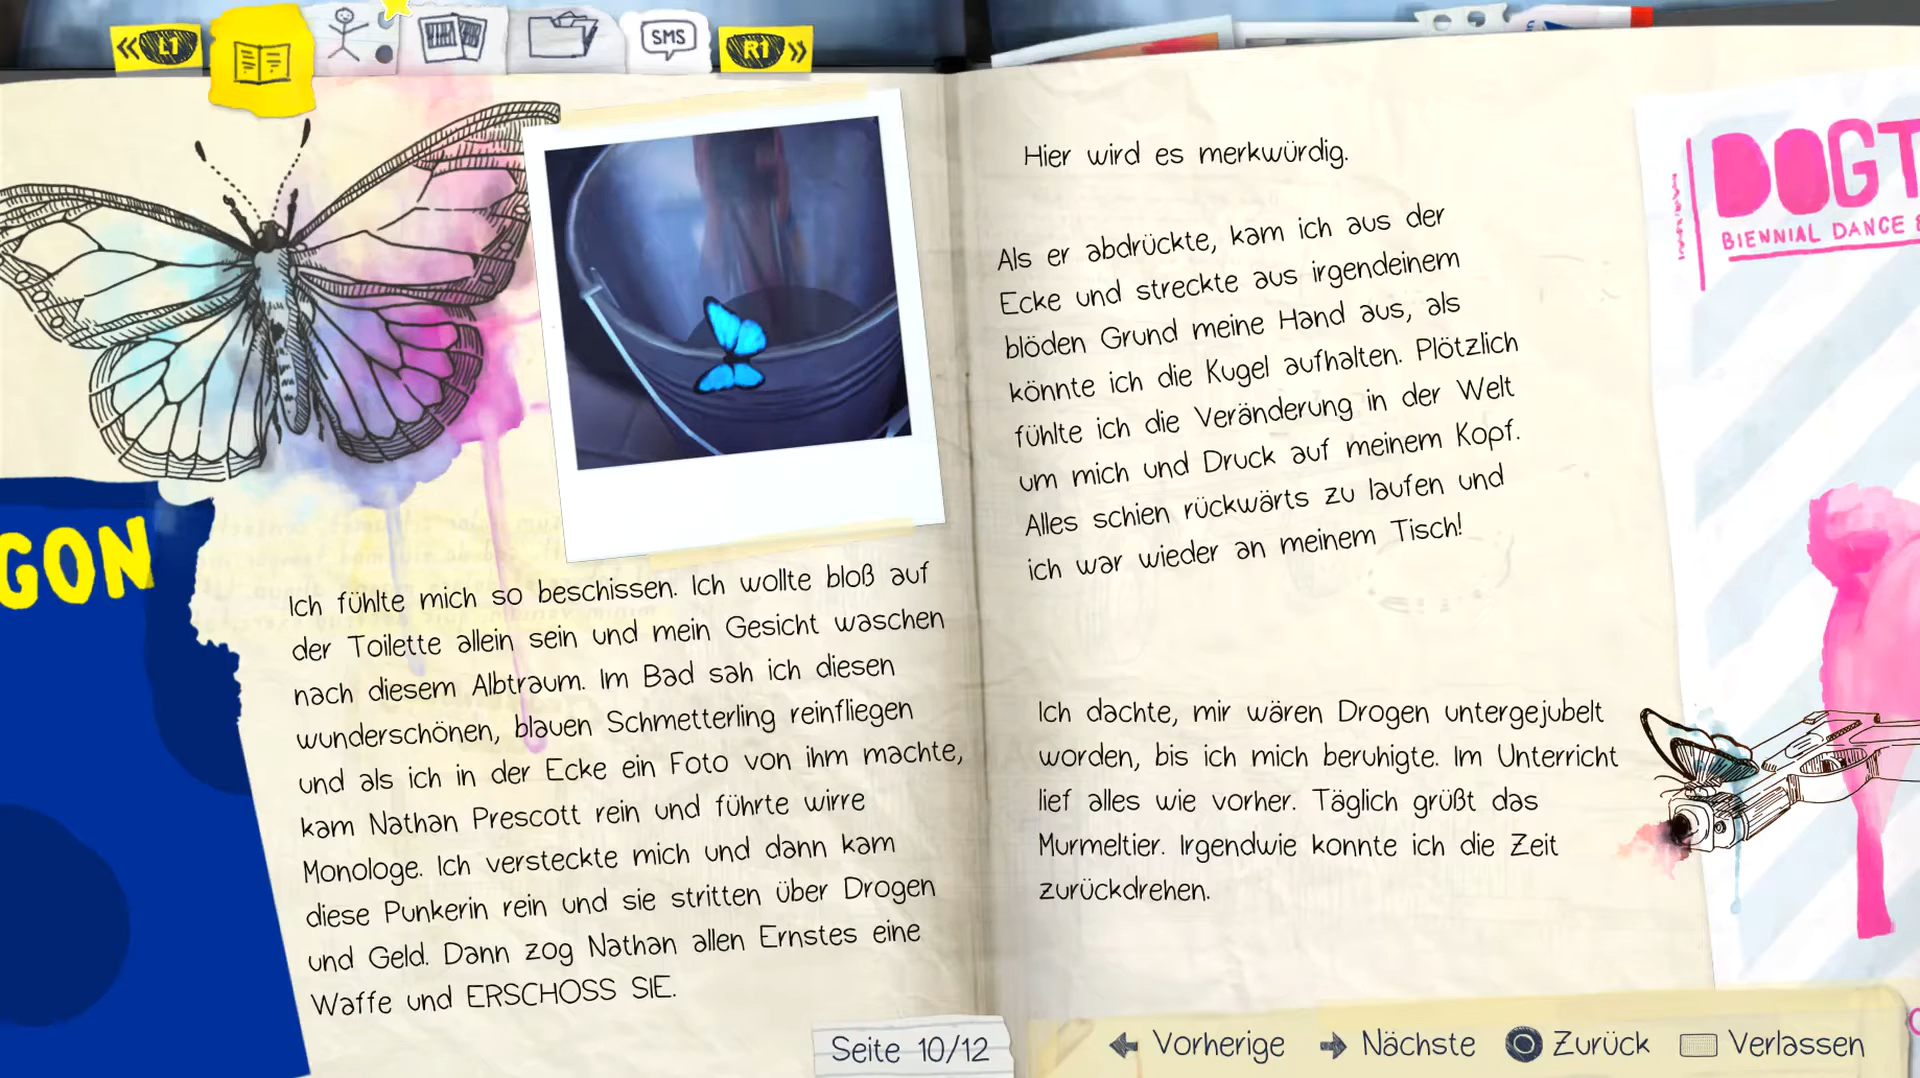 L1
SMS
R1
GON
Ich fühlte mich so beschissen. Ich wollte bloß auf
der Toilette allein sein und mein Gesicht waschen
nach diesem Albtraum. Im Bad sah ich diesen
wunderschönen, blauen Schmetterling reinfliegen
und als ich in der Ecke ein Foto von ihm machte,
kam Nathan Prescott rein und führte wirre
Monologe. Ich versteckte mich und dann kam
diese Punkerin rein und sie stritten über Drogen
und Geld. Dann zog Nathan allen Ernstes eine
Waffe und ERSCHOSS SIE.
Hier wird es merkwürdig.
Als er abdrückte, kam ich aus der
Ecke und streckte aus irgendeinem
blöden Grund meine Hand aus, als
könnte ich die Kugel aufhalten. Plötzlich
fühlte ich die Veränderung in der Welt
um mich und Druck auf meinem Kopf.
Alles schien rückwärts zu laufen und
ich war wieder an meinem Tisch!
Ich dachte, mir wären Drogen untergejubelt
worden, bis ich mich beruhigte. Im Unterricht
lief alles wie vorher. Täglich grüßt das
Murmeltier. Irgendwie konnte ich die Zeit
zurückdrehen.
DOGT
BIENNIAL DANCE &
Seite 10/12
Vorherige
Nächste
Zurück
Verlassen